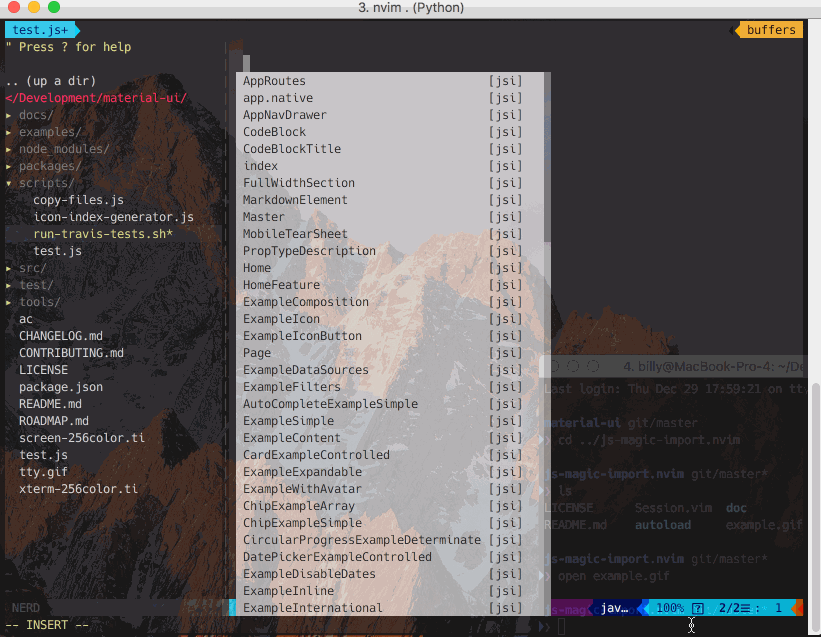 3. nvim . (Python)
test.js+
buffers
" Press ? for help
.. (up a dir)
</Development/material-ui/
▸ docs/
▸ examples/
▸ node_modules/
▸ packages/
▾ scripts/
copy-files.js
icon-index-generator.js
run-travis-tests.sh*
test.js
▸ src/
▸ test/
▸ tools/
ac
CHANGELOG.md
CONTRIBUTING.md
LICENSE
package.json
README.md
ROADMAP.md
screen-256color.ti
test.js
tty.gif
xterm-256color.ti
AppRoutes [jsi]
app.native [jsi]
AppNavDrawer [jsi]
CodeBlock [jsi]
CodeBlockTitle [jsi]
index [jsi]
FullWidthSection [jsi]
MarkdownElement [jsi]
Master [jsi]
MobileTearSheet [jsi]
PropTypeDescription [jsi]
Home [jsi]
HomeFeature [jsi]
ExampleComposition [jsi]
ExampleIcon [jsi]
ExampleIconButton [jsi]
Page [jsi]
ExampleDataSources [jsi]
ExampleFilters [jsi]
AutoCompleteExampleSimple [jsi]
ExampleSimple [jsi]
ExampleContent [jsi]
CardExampleControlled [jsi]
ExampleExpandable [jsi]
ExampleWithAvatar [jsi]
ChipExampleArray [jsi]
ChipExampleSimple [jsi]
CircularProgressExampleDeterminate [jsi]
DatePickerExampleControlled [jsi]
ExampleDisableDates [jsi]
ExampleInline [jsi]
ExampleInternational [jsi]
4. billy@MacBook-Pro-4: ~/De
Last login: Thu Dec 29 17:59:21 on tty
material-ui git/master
cd ../js-magic-import.nvim
js-magic-import.nvim git/master*
ls
LICENSE Session.vim doc
README.md autoload example.gif
js-magic-import.nvim git/master*
open example.gif
js-magic-im
NERD
jav… 100% 2/2 : 1
-- INSERT --